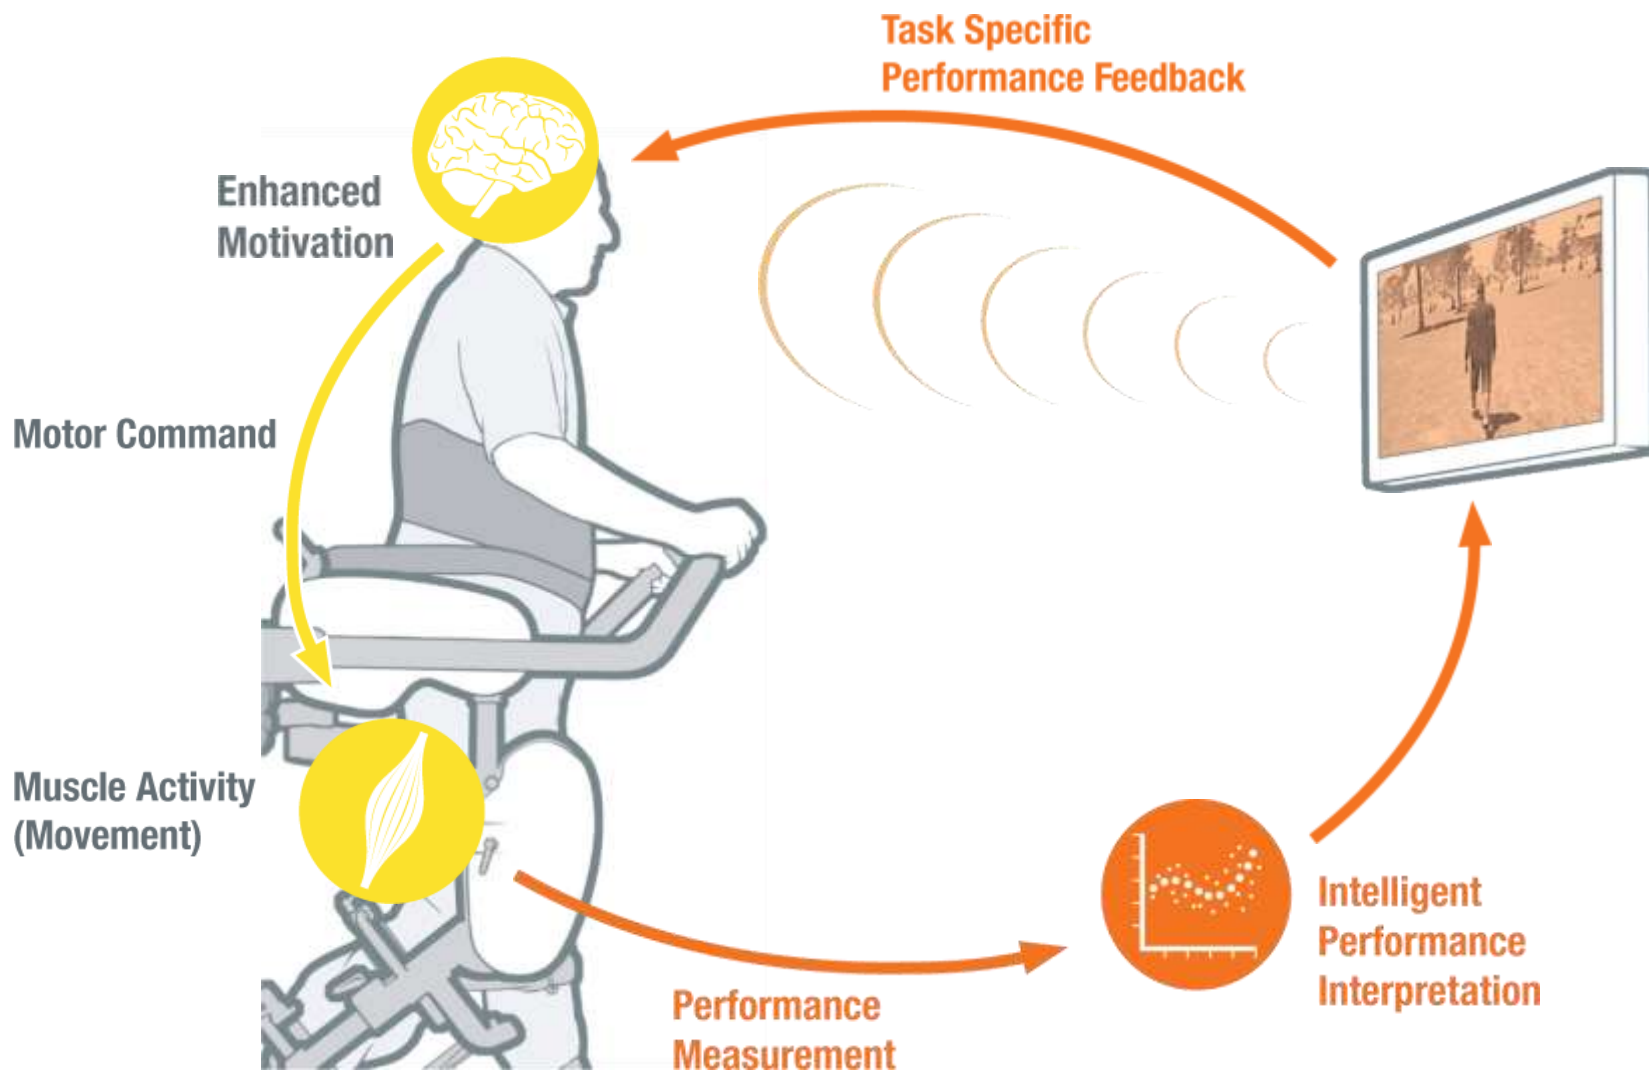 Task Specific
Performance Feedback
Enhanced
Motivation
Motor Command
Muscle Activity
(Movement)
Intelligent
Performance
Interpretation
Performance
Measurement